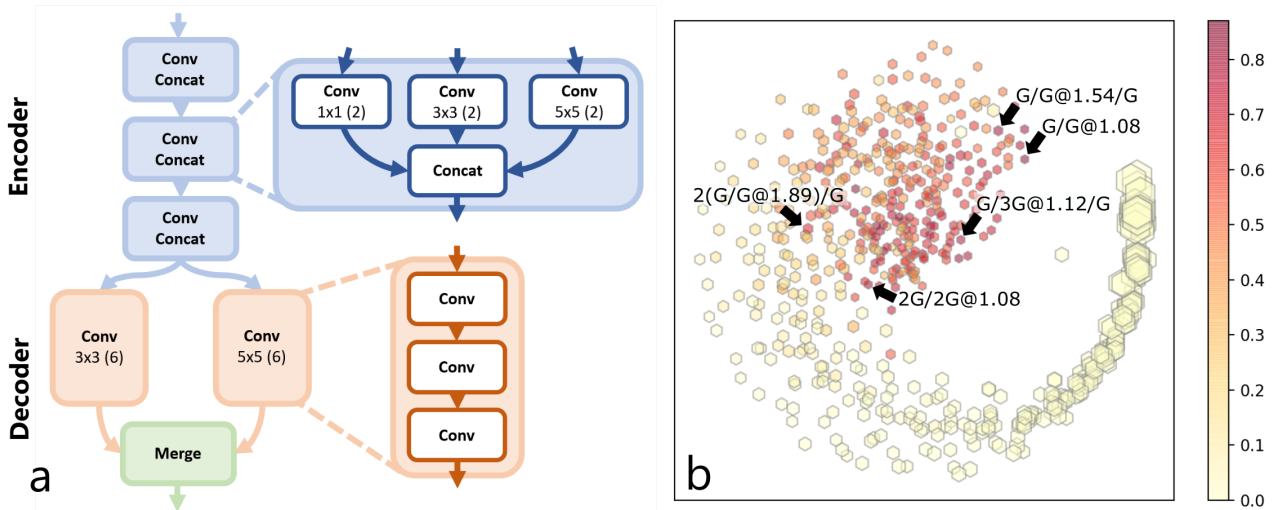 Encoder
Decoder
Conv
Concat
Conv
Concat
Conv
Concat
Conv
1x1 (2)
Conv
3x3 (2)
Conv
5x5 (2)
Concat
Conv
3x3 (6)
Conv
5x5 (6)
Conv
Conv
Conv
Merge
a
G/G@1.54/G
G/G@1.08
2(G/G@1.89)/G
G/3G@1.12/G
2G/2G@1.08
b
0.8
0.7
0.6
0.5
0.4
0.3
0.2
0.1
0.0